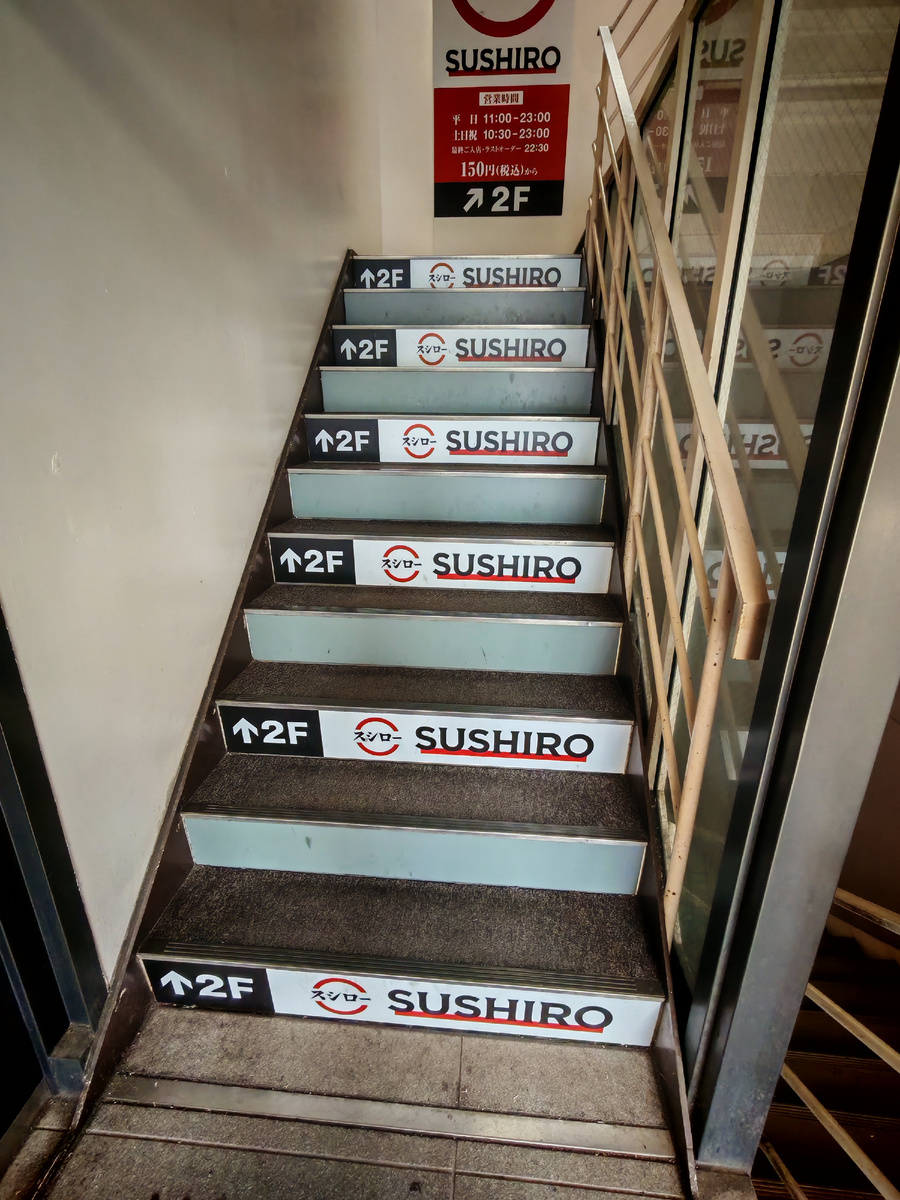 SUSHIRO
営業時間
平 日 11:00-23:00
土日祝 10:30-23:00
最終ご入店・ラストオーダー 22:30
150円(税込)から
↗2F
↑2F スシロー SUSHIRO
↑2F スシロー SUSHIRO
↑2F スシロー SUSHIRO
↑2F スシロー SUSHIRO
↑2F スシロー SUSHIRO
↑2F スシロー SUSHIRO